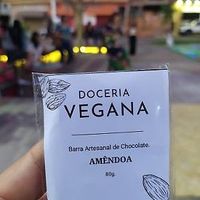 DOCERIA
VEGANA
Barra Artesanal de Chocolate.
AMÊNDOA
80g.